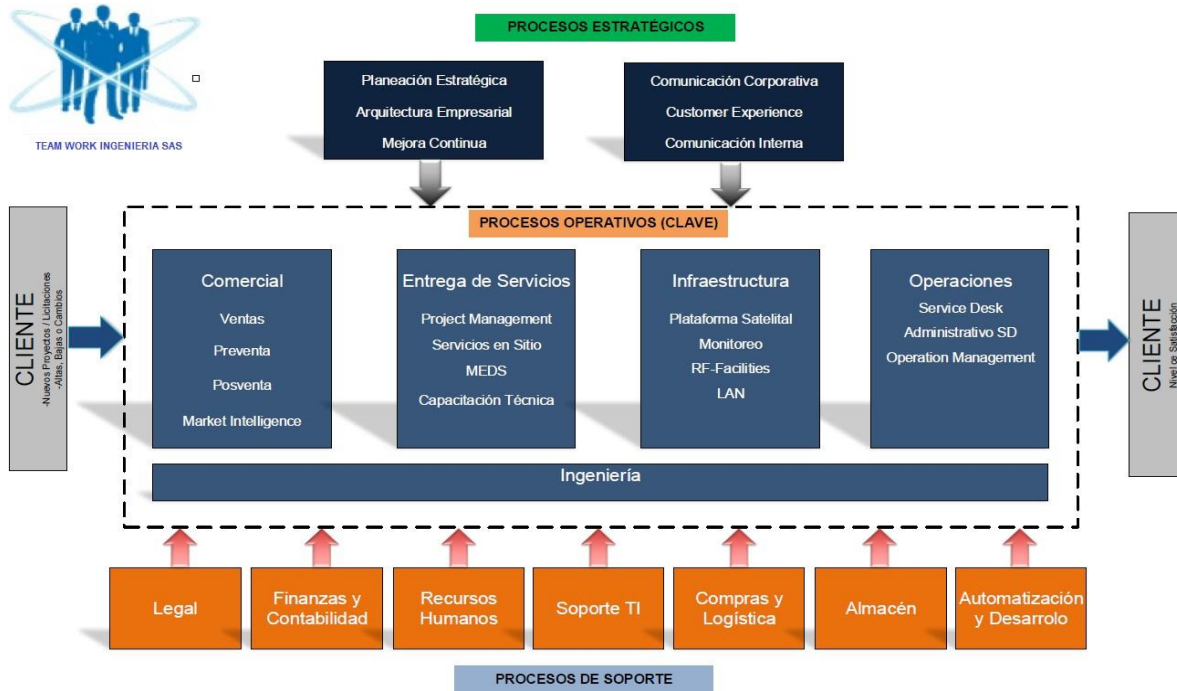 PROCESOS ESTRATÉGICOS
TEAM WORK INGENIERIA SAS
Planeación Estratégica
Arquitectura Empresarial
Mejora Continua
Comunicación Corporativa
Customer Experience
Comunicación Interna
CLIENTE
-Nuevos Proyectos / Licitaciones
-Altas, Bajas o Cambios
PROCESOS OPERATIVOS (CLAVE)
Comercial
Ventas
Preventa
Posventa
Market Intelligence
Entrega de Servicios
Project Management
Servicios en Sitio
MEDS
Capacitación Técnica
Infraestructura
Plataforma Satelital
Monitoreo
RF-Facilities
LAN
Operaciones
Service Desk
Administrativo SD
Operation Management
Ingeniería
CLIENTE
Nivel de Satisfacción
Legal
Finanzas y
Contabilidad
Recursos
Humanos
Soporte TI
Compras y
Logística
Almacén
Automatización
y Desarrolo
PROCESOS DE SOPORTE